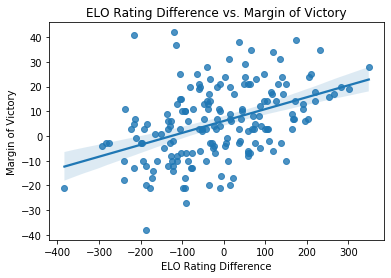 ELO Rating Difference vs. Margin of Victory
Margin of Victory
40
30
20
10
0
−10
−20
−30
−40
−400 −300 −200 −100 0 100 200 300
ELO Rating Difference